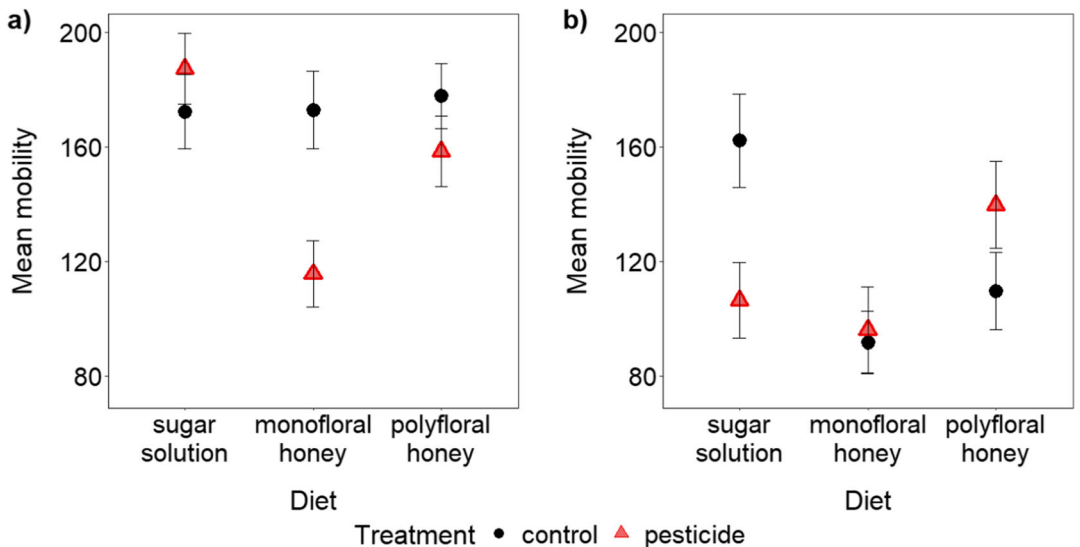 a)
200
160
120
80
Mean mobility
sugar solution
monofloral honey
polyfloral honey
Diet
b)
200
160
120
80
Mean mobility
sugar solution
monofloral honey
polyfloral honey
Diet
Treatment control pesticide